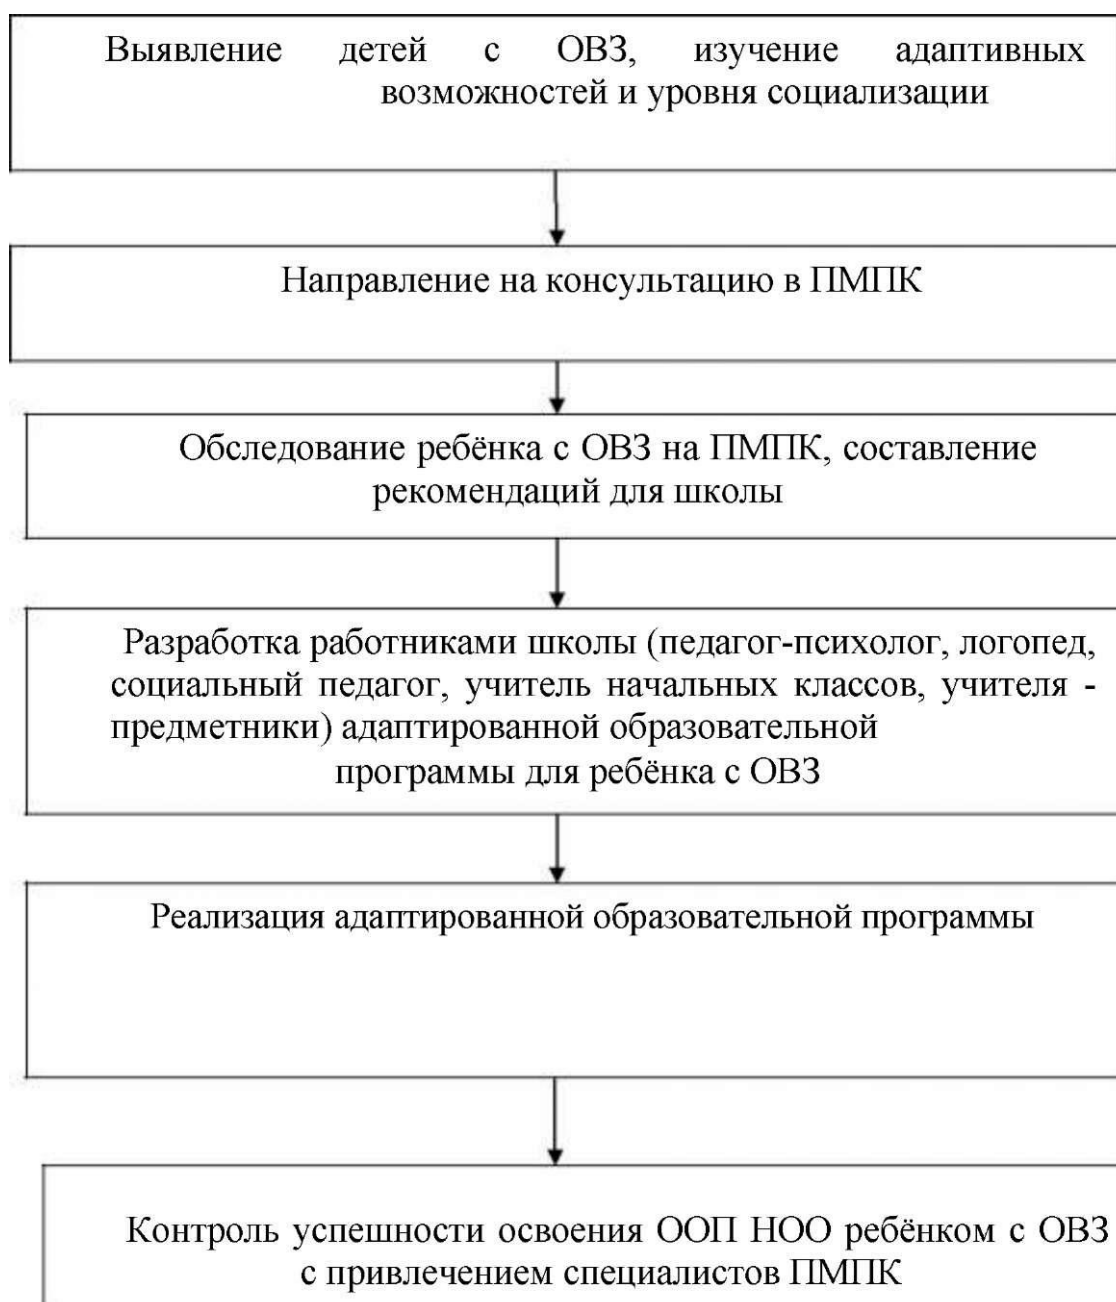 Выявление детей с ОВЗ, изучение адаптивных
возможностей и уровня социализации
Направление на консультацию в ПМПК
Обследование ребёнка с ОВЗ на ПМПК, составление
рекомендаций для школы
Разработка работниками школы (педагог-психолог, логопед,
социальный педагог, учитель начальных классов, учителя -
предметники) адаптированной образовательной
программы для ребёнка с ОВЗ
Реализация адаптированной образовательной программы
Контроль успешности освоения ООП НОО ребёнком с ОВЗ
с привлечением специалистов ПМПК